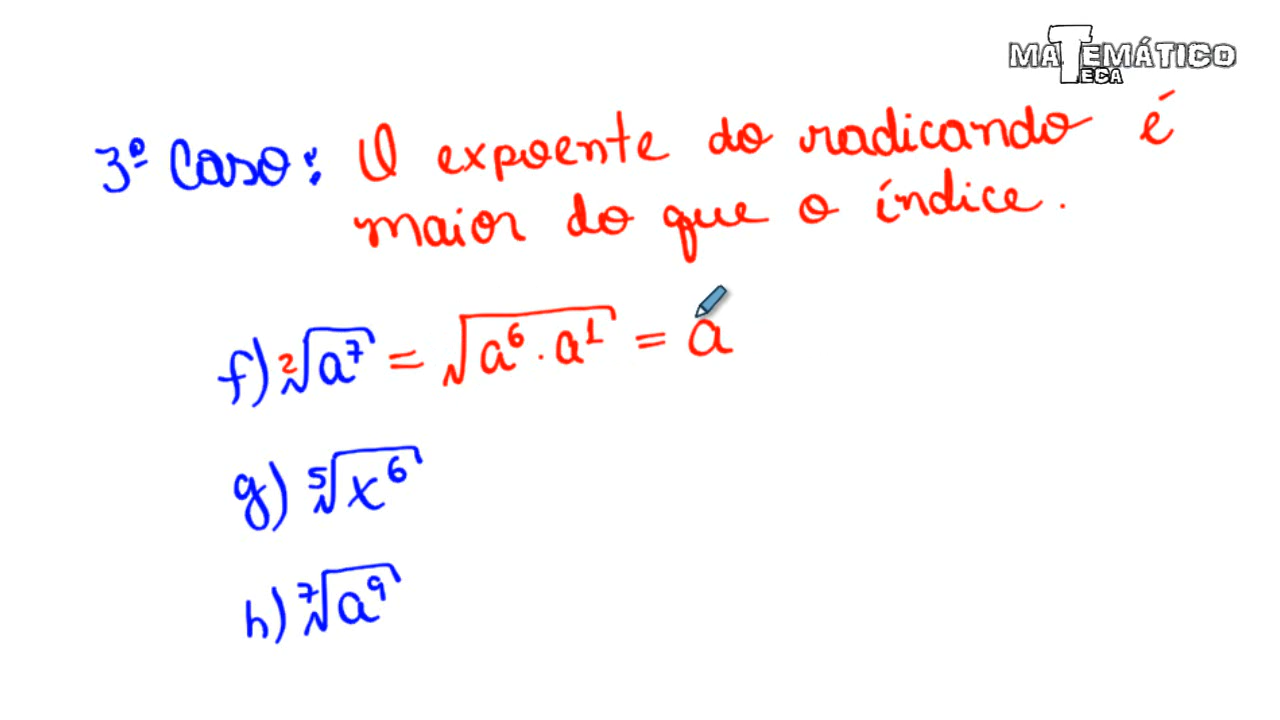 MATEMÁTICO
TECA
3º Caso: O expoente do radicando é
maior do que o índice.
f) ²√a⁷ = √a⁶ · a¹ = a
g) ⁵√x⁶
h) ⁷√a⁹